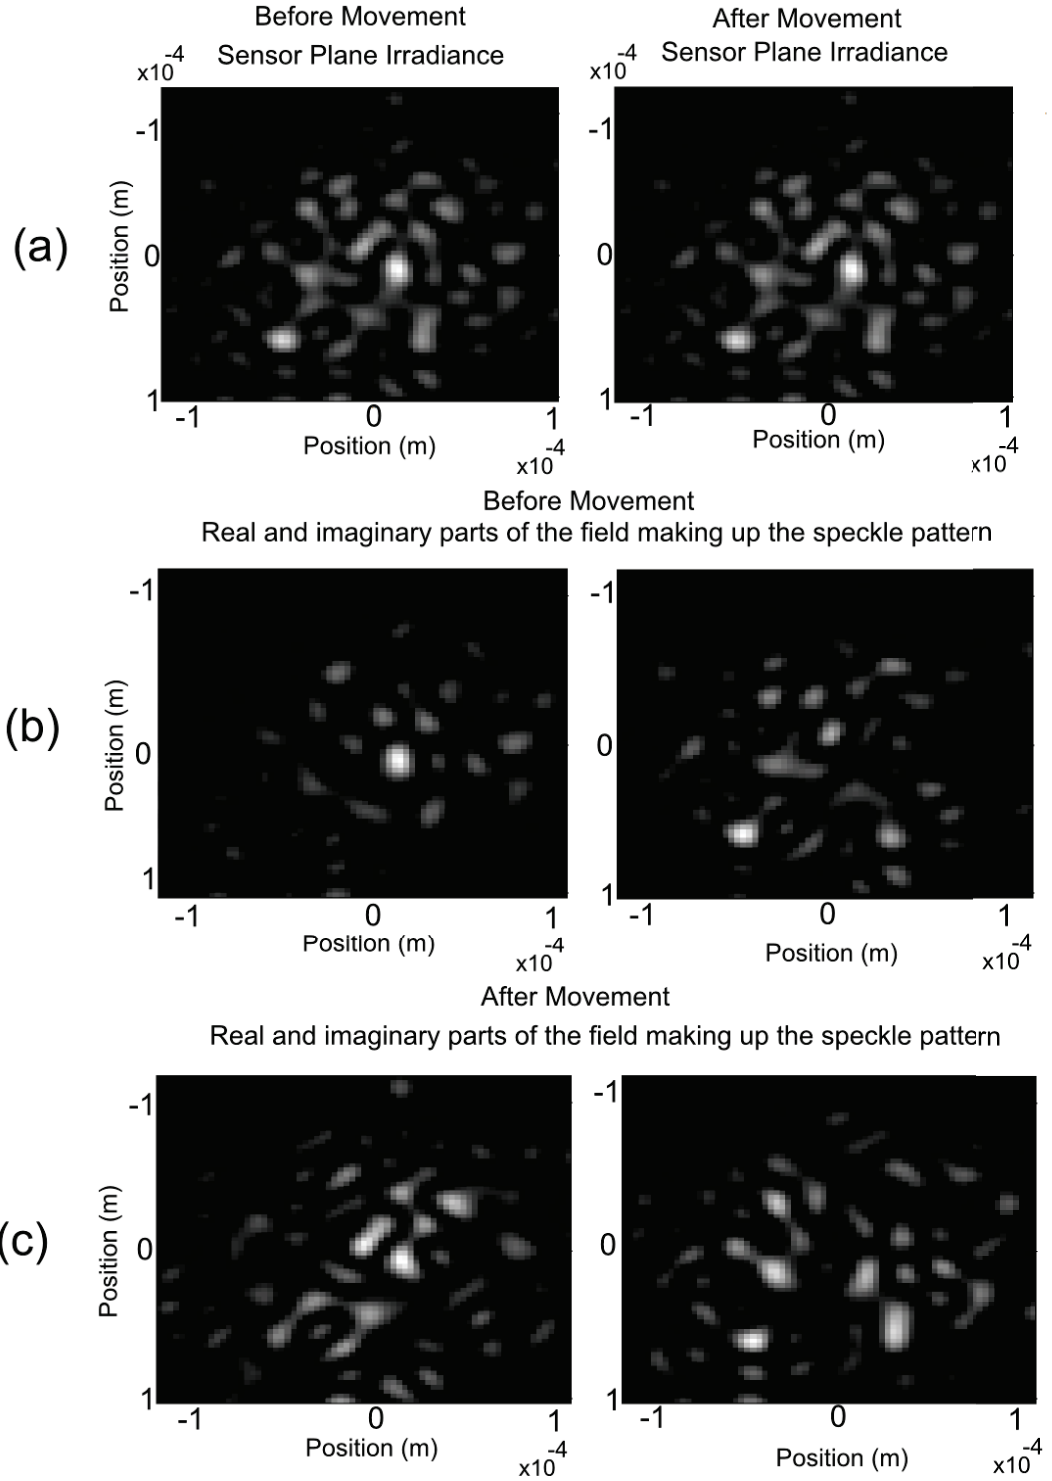 Before Movement
After Movement
Sensor Plane Irradiance
Sensor Plane Irradiance
x10-4
x10-4
-1
-1
(a)
Position (m)
0
0
1
1
-1 0 1
-1 0 1
Position (m)
Position (m)
x10-4
x10-4
Before Movement
Real and imaginary parts of the field making up the speckle pattern
-1
-1
(b)
Position (m)
0
0
1
1
-1 0 1
-1 0 1
Position (m)
Position (m)
x10-4
x10-4
After Movement
Real and imaginary parts of the field making up the speckle pattern
-1
-1
(c)
Position (m)
0
0
1
1
-1 0 1
-1 0 1
Position (m)
Position (m)
x10-4
x10-4